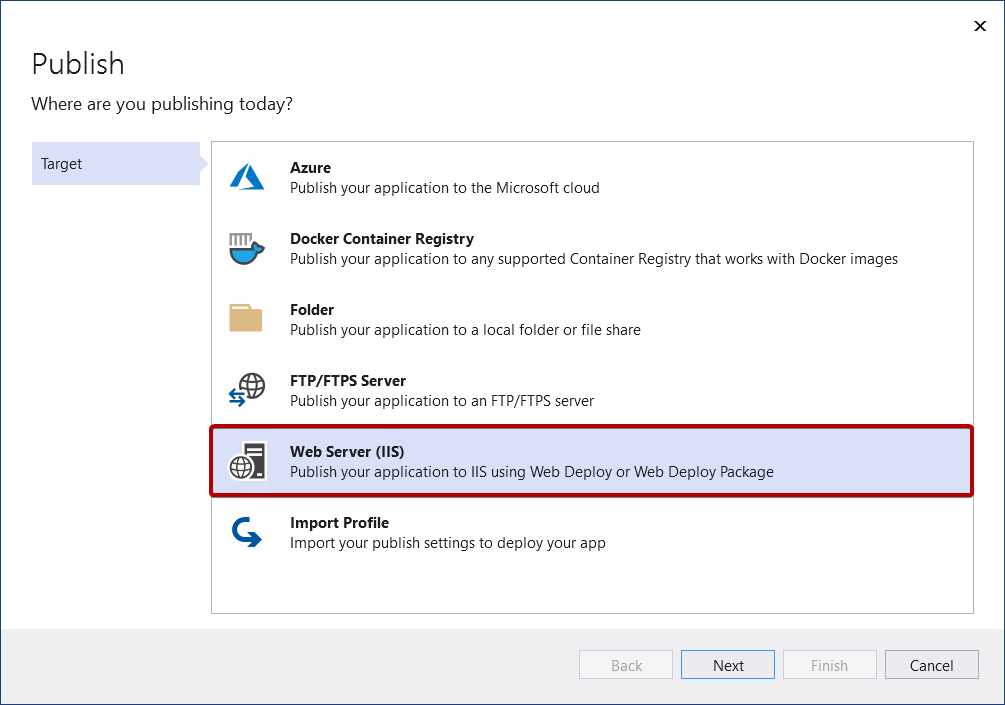 Publish
Where are you publishing today?
Target
Azure
Publish your application to the Microsoft cloud
Docker Container Registry
Publish your application to any supported Container Registry that works with Docker images
Folder
Publish your application to a local folder or file share
FTP/FTPS Server
Publish your application to an FTP/FTPS server
Web Server (IIS)
Publish your application to IIS using Web Deploy or Web Deploy Package
Import Profile
Import your publish settings to deploy your app
Back
Next
Finish
Cancel